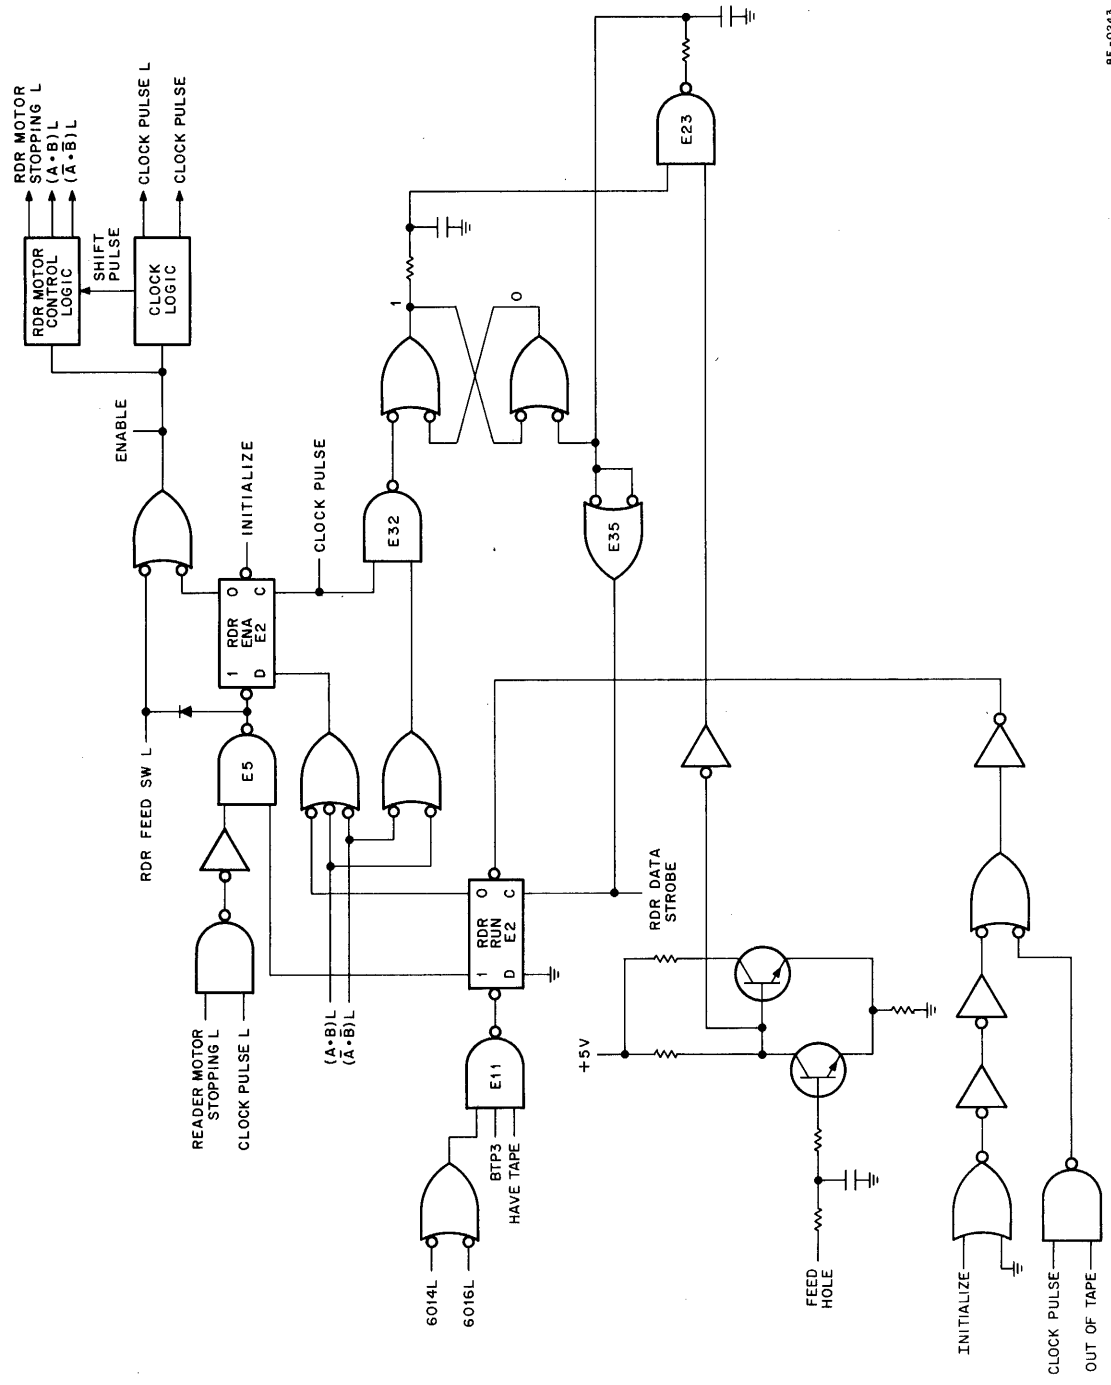 8E-0243
RDR MOTOR
STOPPING L
(A•B)L
(A̅•B̅)L
RDR MOTOR
CONTROL
LOGIC
SHIFT
PULSE
CLOCK PULSE L
CLOCK PULSE
CLOCK
LOGIC
ENABLE
RDR FEED SW L
INITIALIZE
0 C
RDR
ENA
E2
1 D
CLOCK PULSE
E5
READER MOTOR
STOPPING L
CLOCK PULSE L
E32
1
0
E23
E35
(A•B)L
(A̅•B̅)L
0 C
RDR
RUN
E2
1 D
RDR DATA
STROBE
E11
BTP3
HAVE TAPE
6014L
6016L
+5V
FEED
HOLE
INITIALIZE
CLOCK PULSE
OUT OF TAPE